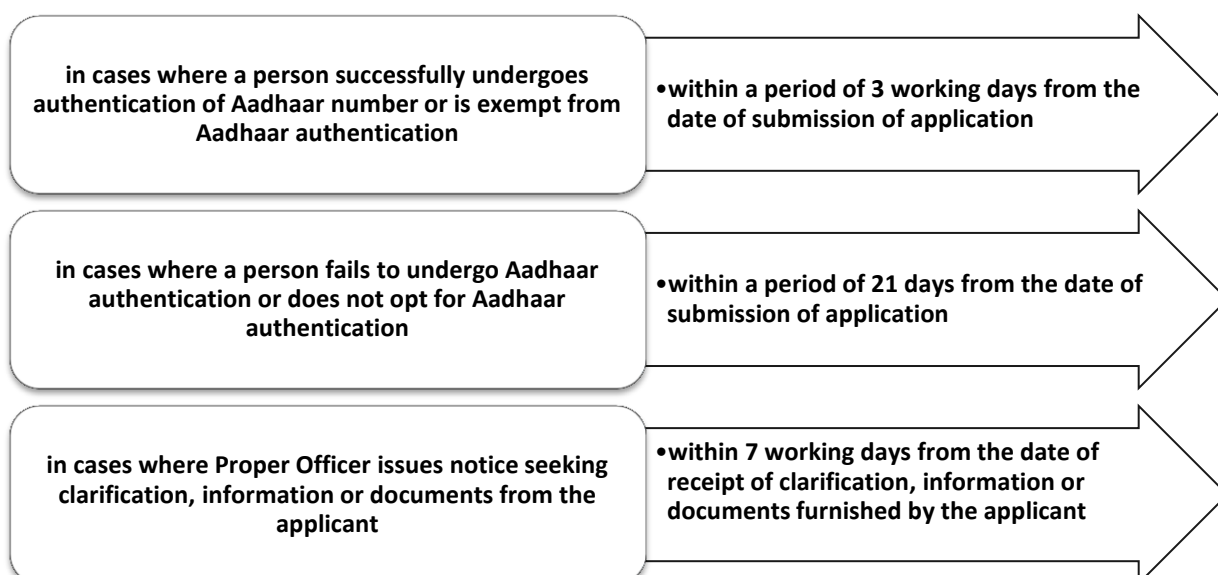 in cases where a person successfully undergoes
authentication of Aadhaar number or is exempt from
Aadhaar authentication
•within a period of 3 working days from the
date of submission of application
in cases where a person fails to undergo Aadhaar
authentication or does not opt for Aadhaar
authentication
•within a period of 21 days from the date of
submission of application
in cases where Proper Officer issues notice seeking
clarification, information or documents from the
applicant
•within 7 working days from the date of
receipt of clarification, information or
documents furnished by the applicant